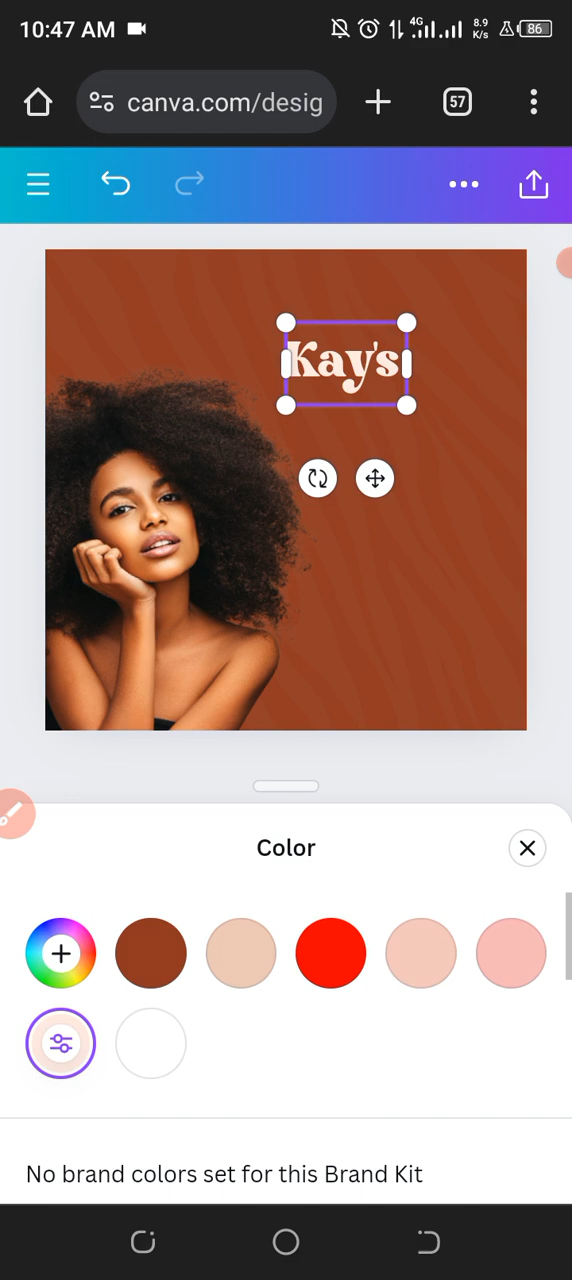 10:47 AM
4G
8.9
K/s
86
canva.com/desig
57
Kay's
Color
No brand colors set for this Brand Kit